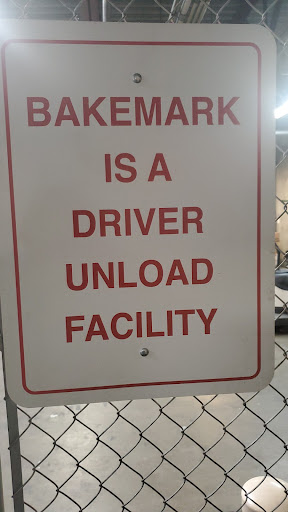 BAKEMARK
IS A
DRIVER
UNLOAD
FACILITY